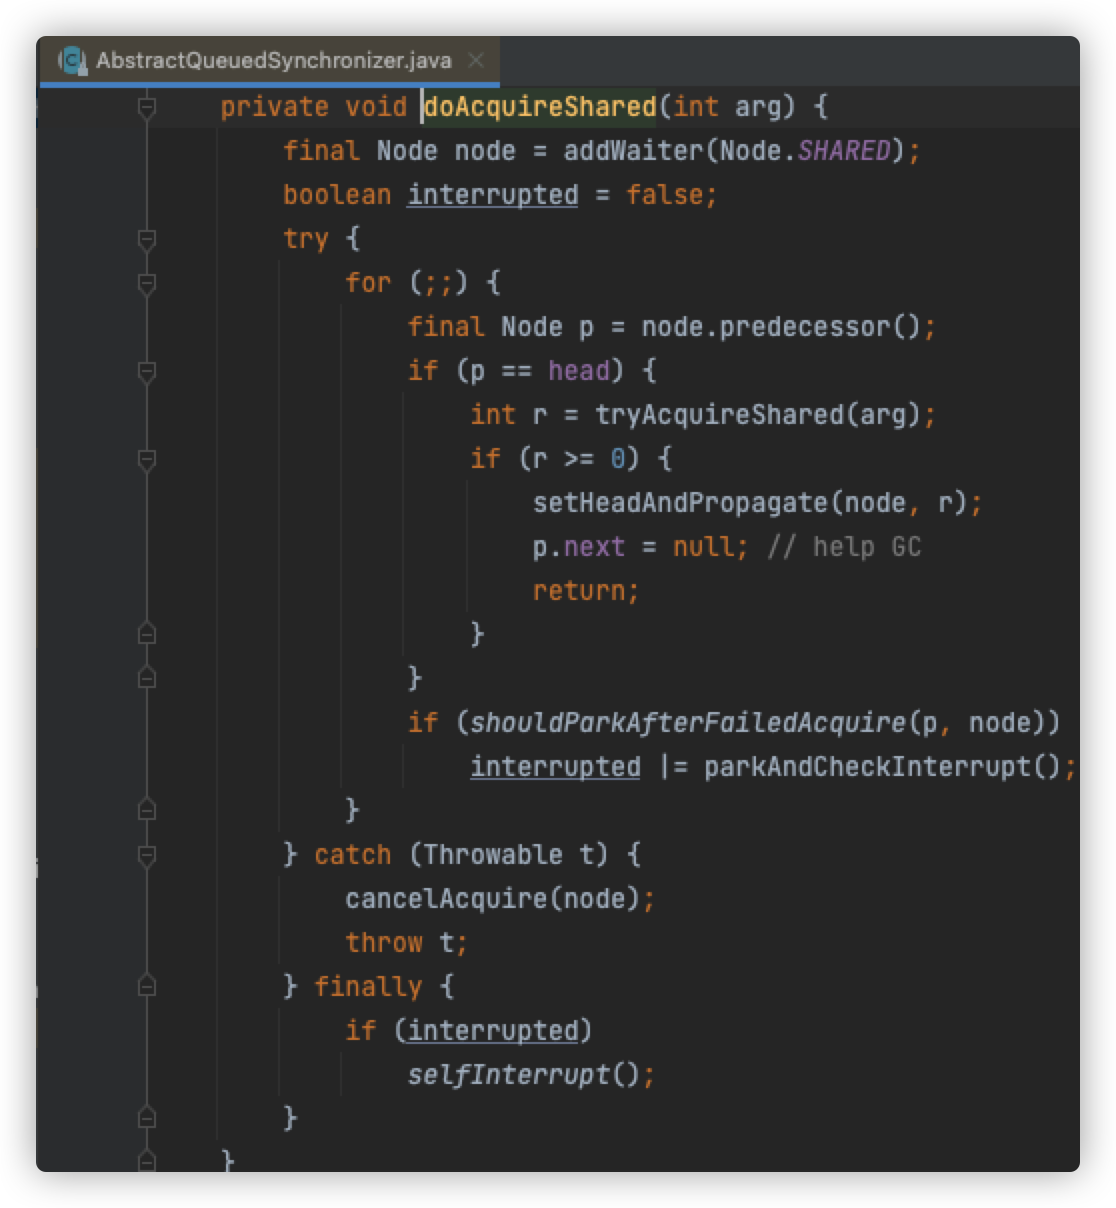 AbstractQueuedSynchronizer.java
private void doAcquireShared(int arg) {
final Node node = addWaiter(Node.SHARED);
boolean interrupted = false;
try {
for (;;) {
final Node p = node.predecessor();
if (p == head) {
int r = tryAcquireShared(arg);
if (r >= 0) {
setHeadAndPropagate(node, r);
p.next = null; // help GC
return;
}
}
if (shouldParkAfterFailedAcquire(p, node))
interrupted |= parkAndCheckInterrupt();
}
} catch (Throwable t) {
cancelAcquire(node);
throw t;
} finally {
if (interrupted)
selfInterrupt();
}
}